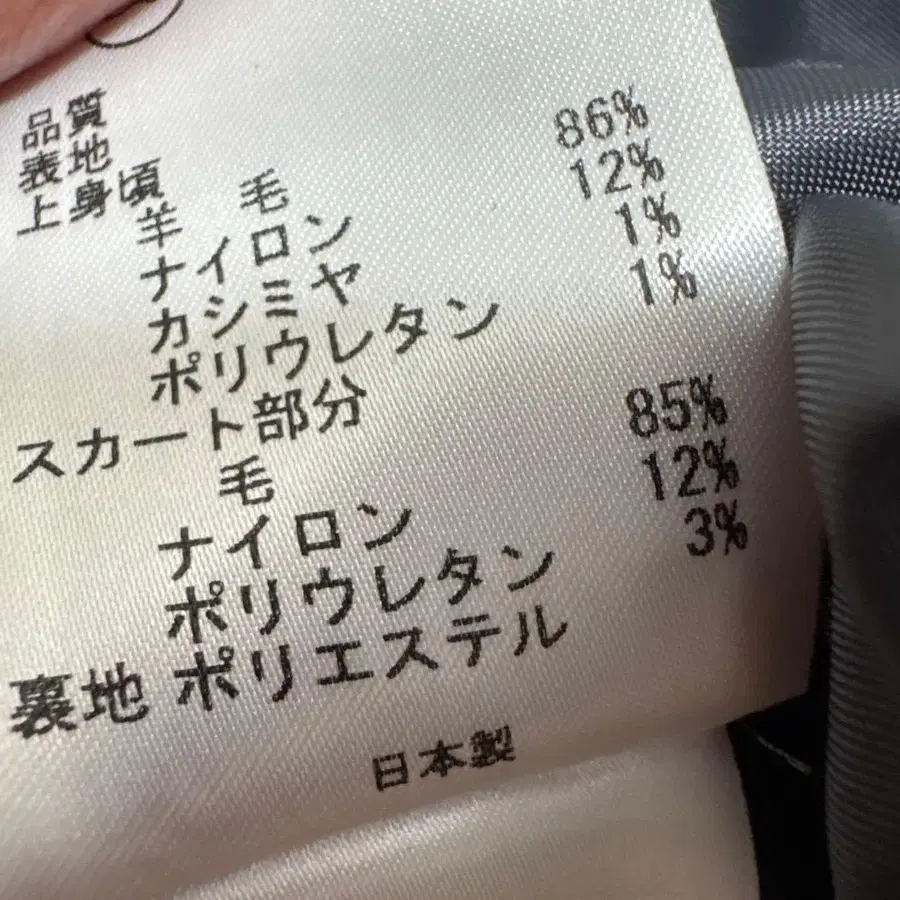 品質
表地
上身頃
羊 毛 86%
ナイロン 12%
カシミヤ 1%
ポリウレタン 1%
スカート部分
毛 85%
ナイロン 12%
ポリウレタン 3%
裏地 ポリエステル
日本製